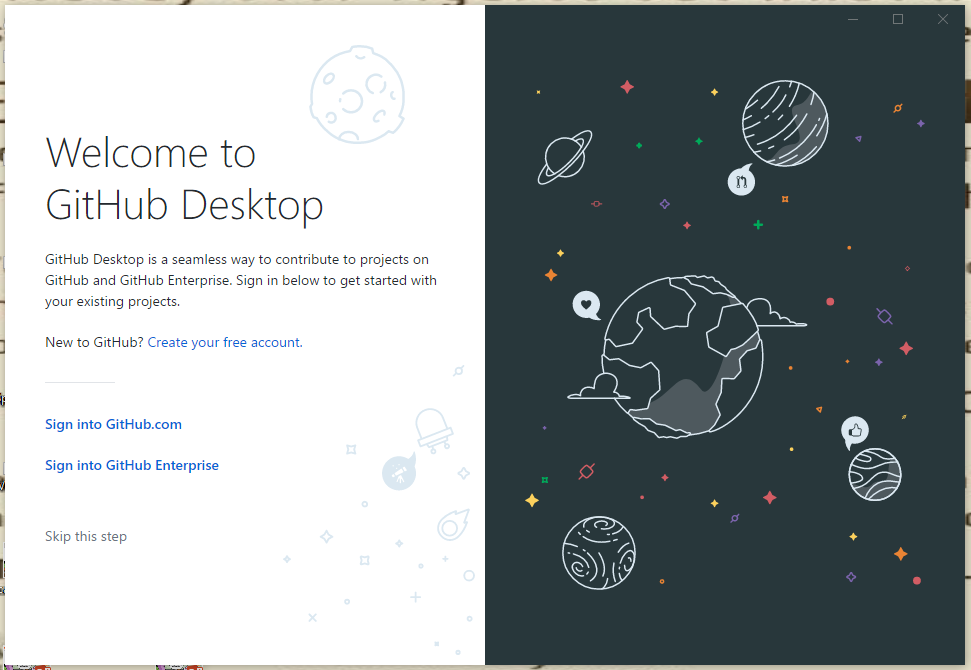 Welcome to
GitHub Desktop
GitHub Desktop is a seamless way to contribute to projects on
GitHub and GitHub Enterprise. Sign in below to get started with
your existing projects.
New to GitHub? Create your free account.
Sign into GitHub.com
Sign into GitHub Enterprise
Skip this step